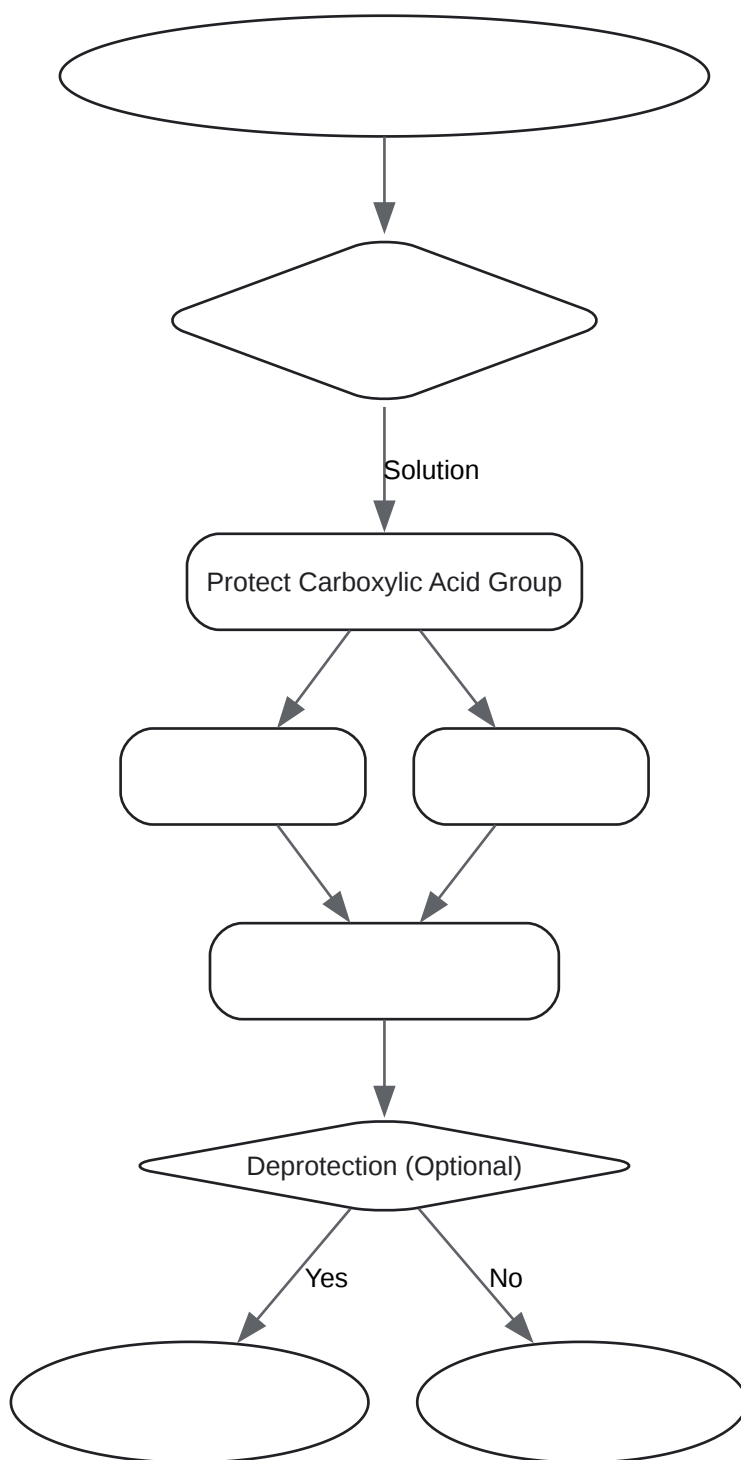 Solution
Protect Carboxylic Acid Group
Deprotection (Optional)
Yes
No